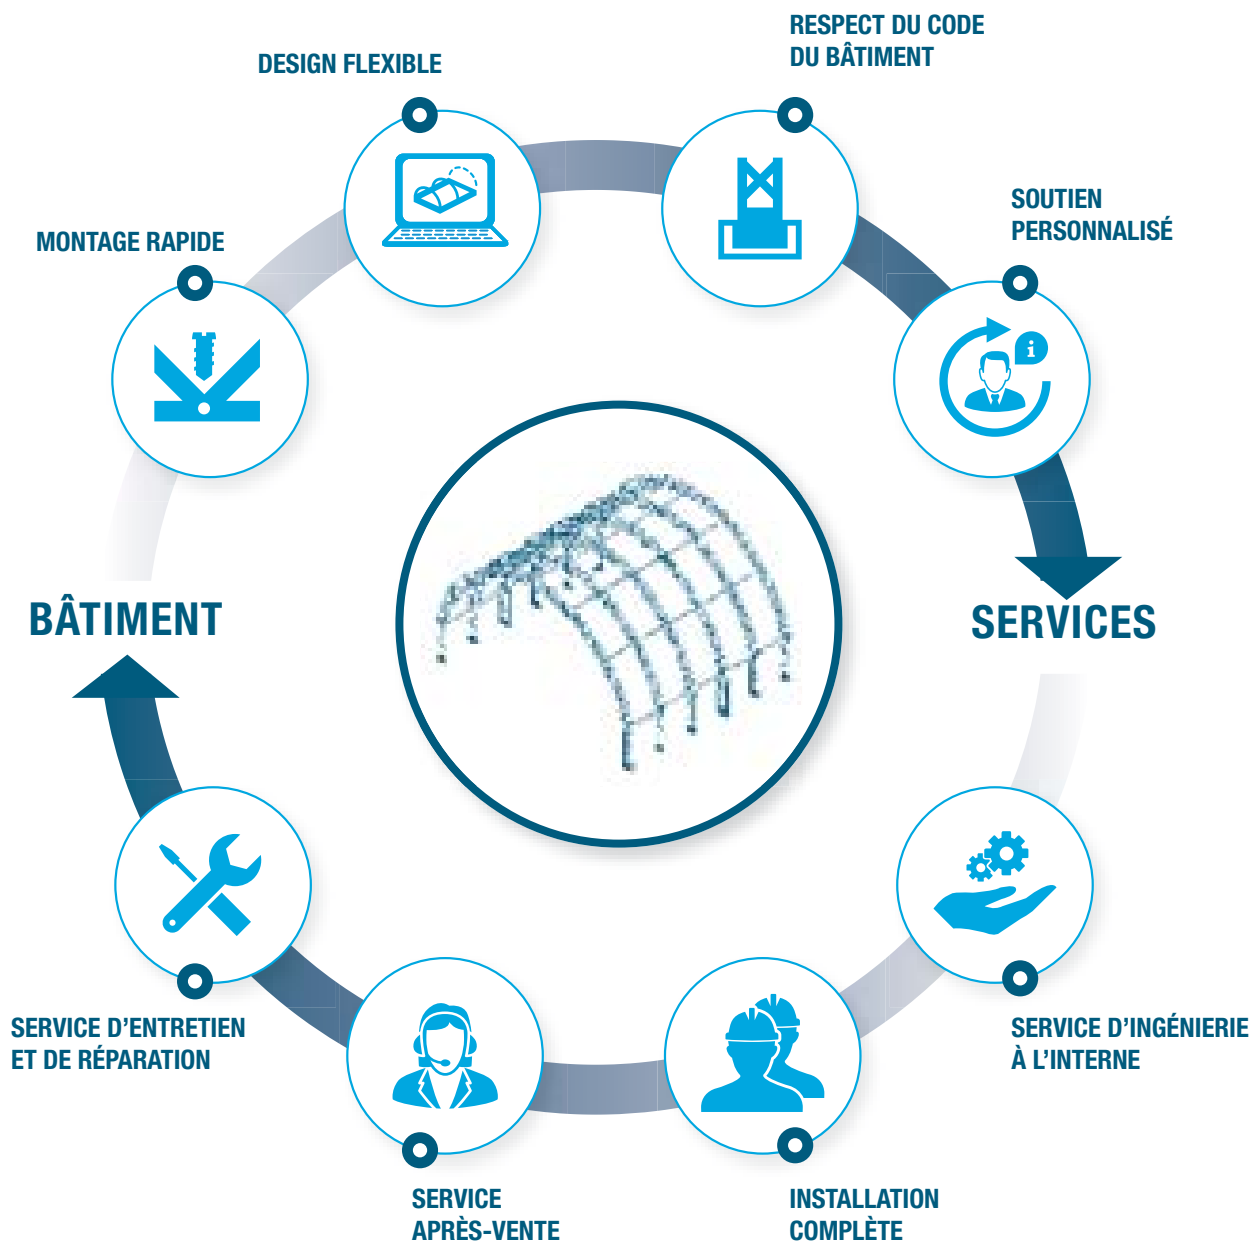 RESPECT DU CODE
DU BÂTIMENT
DESIGN FLEXIBLE
SOUTIEN
PERSONNALISÉ
MONTAGE RAPIDE
i
BÂTIMENT
SERVICES
SERVICE D’ENTRETIEN
ET DE RÉPARATION
SERVICE D’INGÉNIERIE
À L’INTERNE
SERVICE
APRÈS-VENTE
INSTALLATION
COMPLÈTE